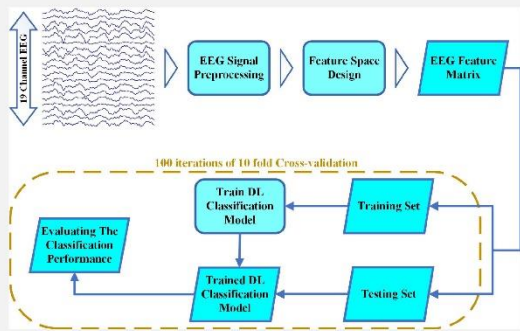 19 Channel EEG
EEG Signal
Preprocessing
Feature Space
Design
EEG Feature
Matrix
100 iterations of 10 fold Cross-validation
Train DL
Classification
Model
Training Set
Evaluating The
Classification
Performance
Trained DL
Classification
Model
Testing Set